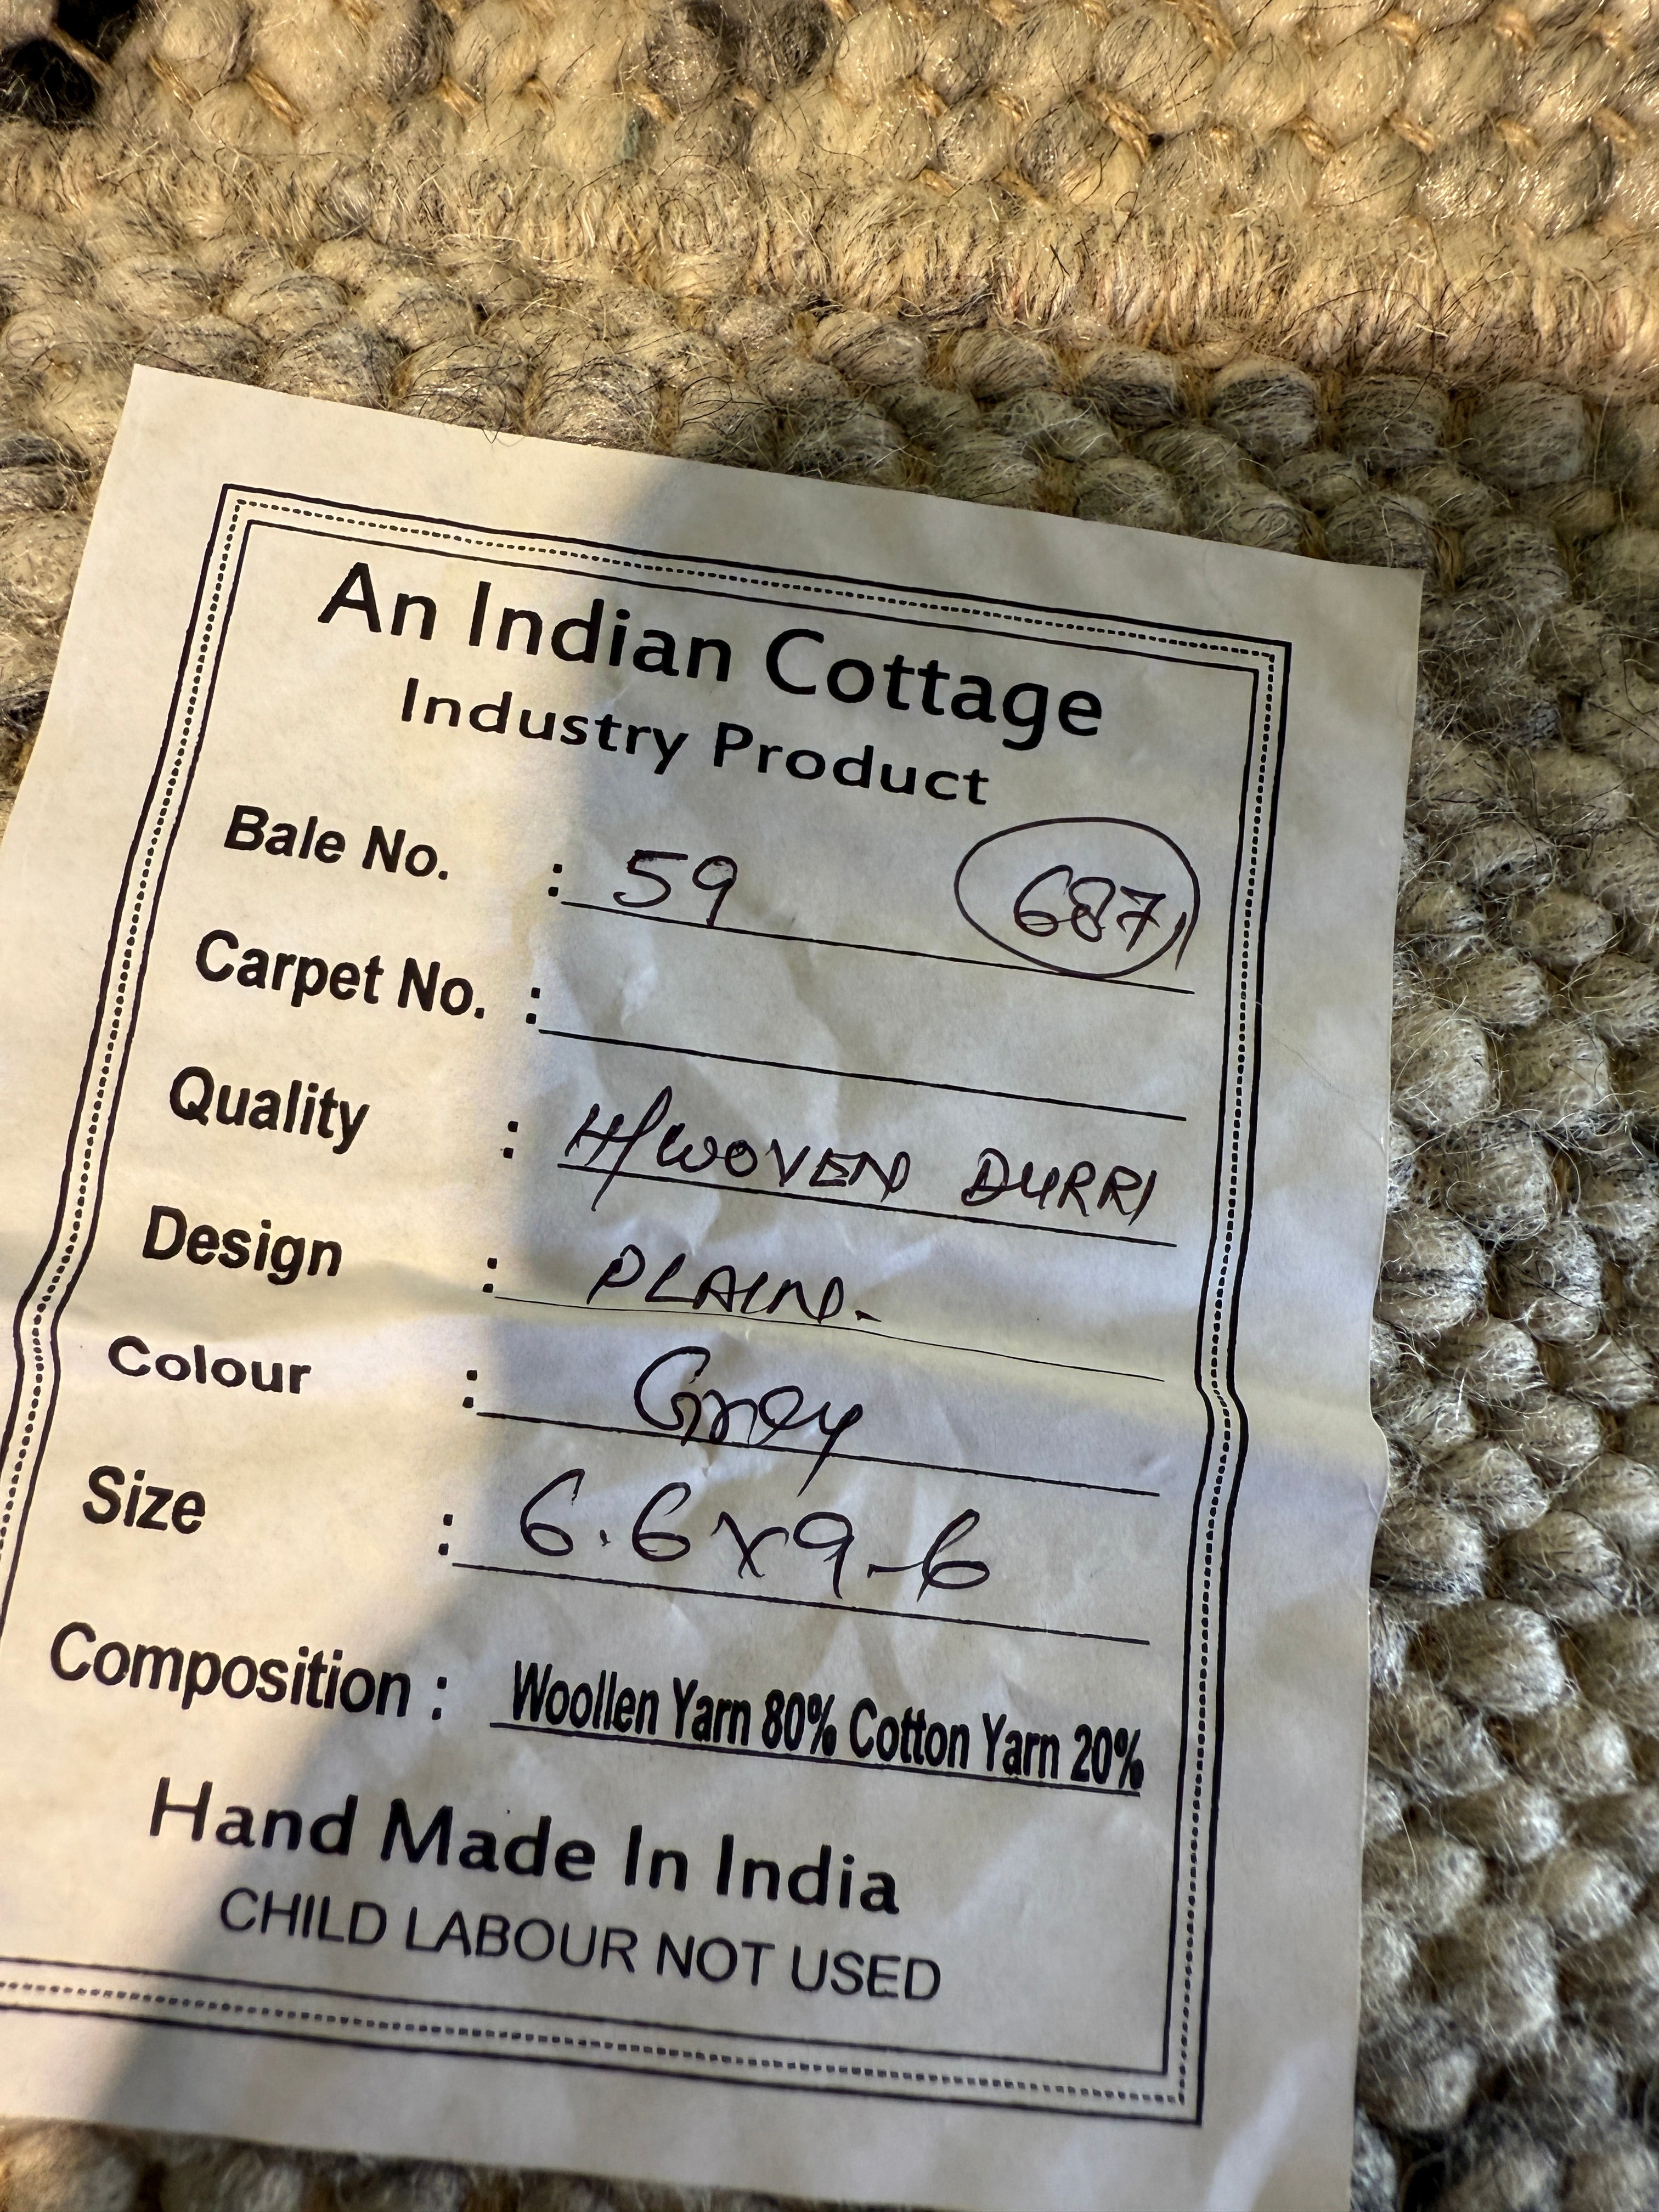 An Indian Cottage
Industry Product
Bale No. : 59 687
Carpet No. :
Quality : H/WOVEN DURRI
Design : PLAIN.
Colour : Grey
Size : 6.6x9-6
Composition : Woollen Yarn 80% Cotton Yarn 20%
Hand Made In India
CHILD LABOUR NOT USED